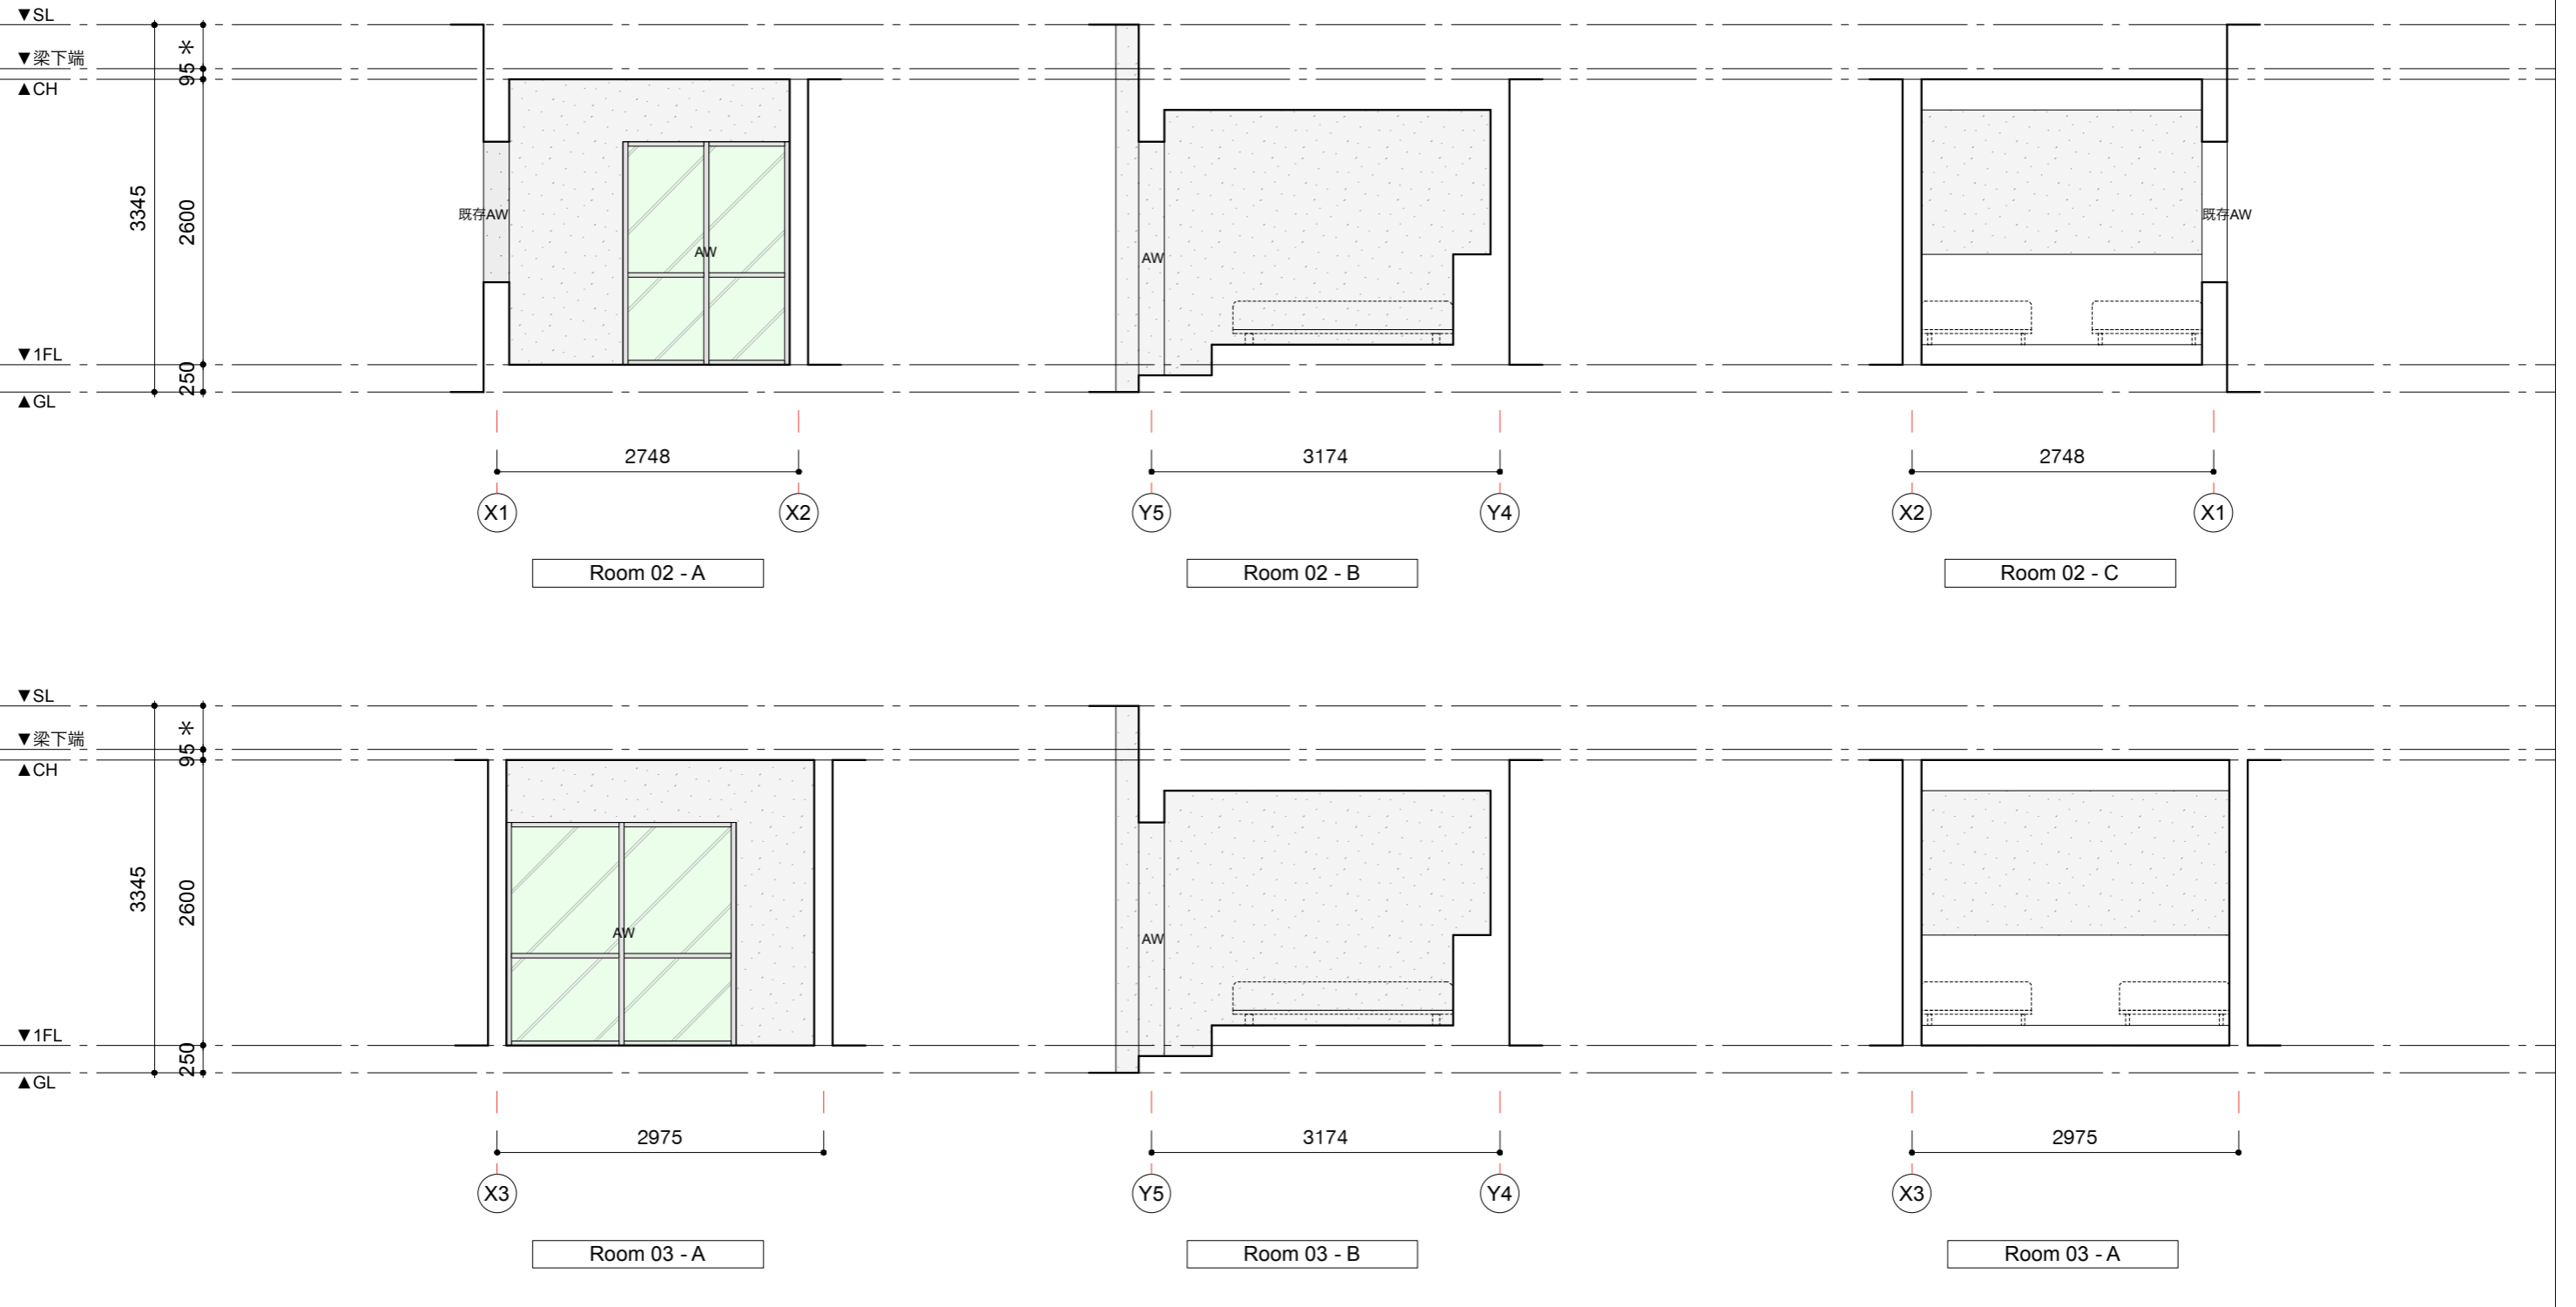 ▼SL
▼梁下端
▲CH
▼1FL
▲GL
3345
*
95
2600
250
既存AW
AW
AW
既存AW
2748
3174
2748
X1
X2
Y5
Y4
X2
X1
Room 02 - A
Room 02 - B
Room 02 - C
▼SL
▼梁下端
▲CH
▼1FL
▲GL
3345
*
95
2600
250
AW
AW
2975
3174
2975
X3
Y5
Y4
X3
Room 03 - A
Room 03 - B
Room 03 - A